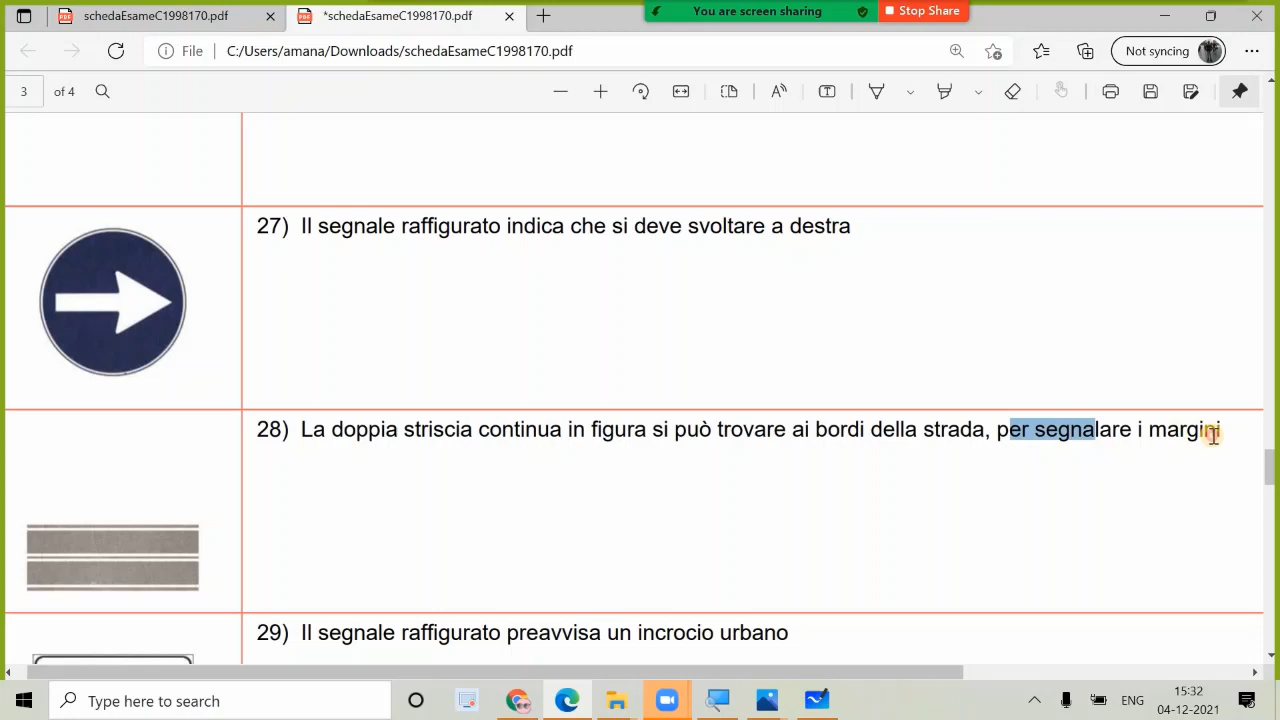 schedaEsameC1998170.pdf
*schedaEsameC1998170.pdf
You are screen sharing
Stop Share
File
C:/Users/amana/Downloads/schedaEsameC1998170.pdf
Not syncing
3 of 4
27) Il segnale raffigurato indica che si deve svoltare a destra
28) La doppia striscia continua in figura si può trovare ai bordi della strada, per segnalare i margini
29) Il segnale raffigurato preavvisa un incrocio urbano
Type here to search
ENG
15:32
04-12-2021